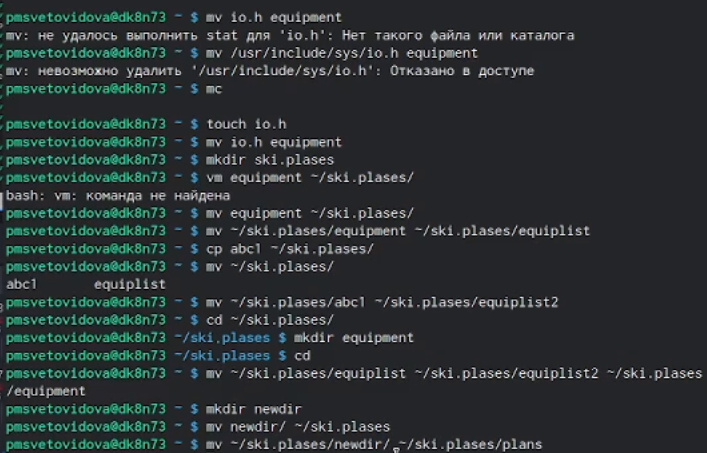 pmsvetovidova@dk8n73 ~ $ mv io.h equipment
mv: не удалось выполнить stat для 'io.h': Нет такого файла или каталога
pmsvetovidova@dk8n73 ~ $ mv /usr/include/sys/io.h equipment
mv: невозможно удалить '/usr/include/sys/io.h': Отказано в доступе
pmsvetovidova@dk8n73 ~ $ mc
pmsvetovidova@dk8n73 ~ $ touch io.h
pmsvetovidova@dk8n73 ~ $ mv io.h equipment
pmsvetovidova@dk8n73 ~ $ mkdir ski.plases
pmsvetovidova@dk8n73 ~ $ vm equipment ~/ski.plases/
bash: vm: команда не найдена
pmsvetovidova@dk8n73 ~ $ mv equipment ~/ski.plases/
pmsvetovidova@dk8n73 ~ $ mv ~/ski.plases/equipment ~/ski.plases/equiplist
pmsvetovidova@dk8n73 ~ $ cp abc1 ~/ski.plases/
pmsvetovidova@dk8n73 ~ $ mv ~/ski.plases/
abc1 equiplist
pmsvetovidova@dk8n73 ~ $ mv ~/ski.plases/abc1 ~/ski.plases/equiplist2
pmsvetovidova@dk8n73 ~ $ cd ~/ski.plases/
pmsvetovidova@dk8n73 ~/ski.plases $ mkdir equipment
pmsvetovidova@dk8n73 ~/ski.plases $ cd
pmsvetovidova@dk8n73 ~ $ mv ~/ski.plases/equiplist ~/ski.plases/equiplist2 ~/ski.plases
/equipment
pmsvetovidova@dk8n73 ~ $ mkdir newdir
pmsvetovidova@dk8n73 ~ $ mv newdir/ ~/ski.plases
pmsvetovidova@dk8n73 ~ $ mv ~/ski.plases/newdir/ ~/ski.plases/plans